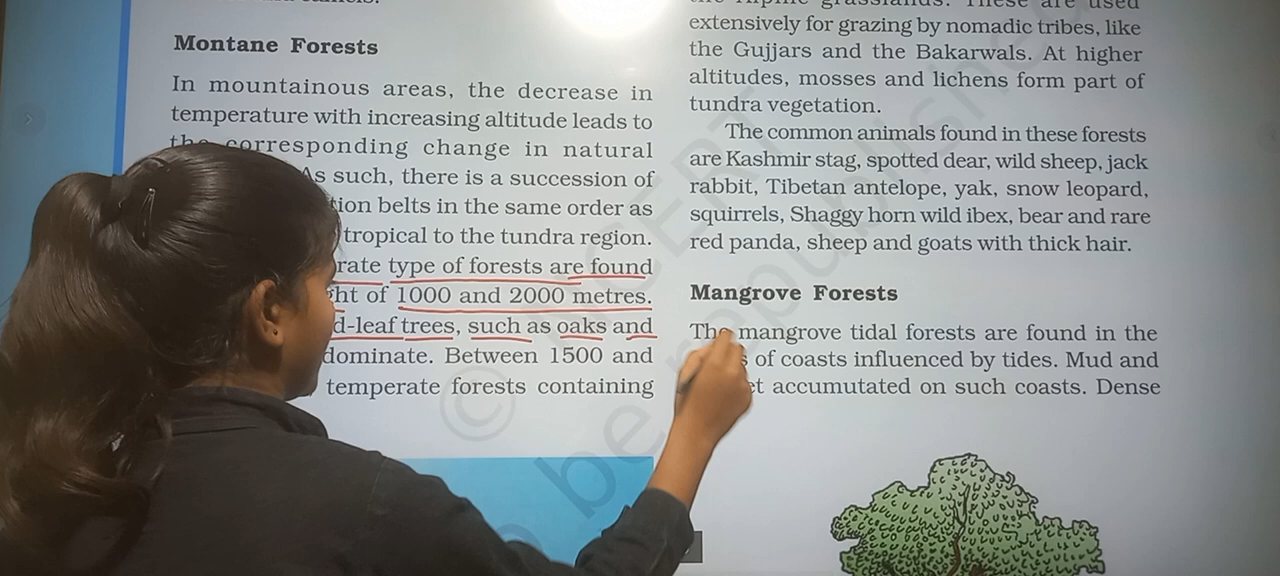 Montane Forests
In mountainous areas, the decrease in
temperature with increasing altitude leads to
the corresponding change in natural
As such, there is a succession of
belts in the same order as
tropical to the tundra region.
type of forests are found
of 1000 and 2000 metres.
trees, such as oaks and
dominate. Between 1500 and
temperate forests containing
extensively for grazing by nomadic tribes, like
the Gujjars and the Bakarwals. At higher
altitudes, mosses and lichens form part of
tundra vegetation.
The common animals found in these forests
are Kashmir stag, spotted dear, wild sheep, jack
rabbit, Tibetan antelope, yak, snow leopard,
squirrels, Shaggy horn wild ibex, bear and rare
red panda, sheep and goats with thick hair.
Mangrove Forests
The mangrove tidal forests are found in the
of coasts influenced by tides. Mud and
accumutated on such coasts. Dense